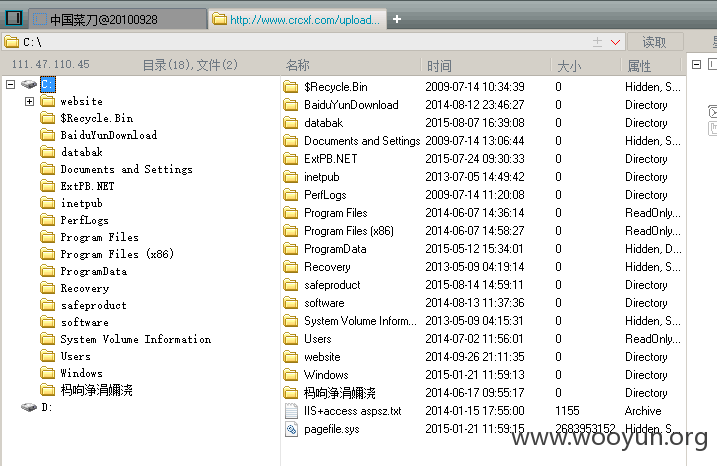 中国菜刀@20100928 http://www.crcxf.com/upload... +
C:\ 读取
111.47.110.45 目录(18),文件(2) 名称 时间 大小 属性
C:
website
$Recycle.Bin
BaiduYunDownload
databak
Documents and Settings
ExtPB.NET
inetpub
PerfLogs
Program Files
Program Files (x86)
ProgramData
Recovery
safeproduct
software
System Volume Information
Users
Windows
D:
$Recycle.Bin 2009-07-14 10:34:39 0 Hidden, S...
BaiduYunDownload 2014-08-12 23:46:27 0 Directory
databak 2015-08-07 16:39:08 0 Directory
Documents and Settings 2009-07-14 13:06:44 0 Hidden, S...
ExtPB.NET 2015-07-24 09:30:33 0 Directory
inetpub 2013-07-05 14:49:42 0 Directory
PerfLogs 2009-07-14 11:20:08 0 Directory
Program Files 2014-06-07 14:36:14 0 ReadOnly...
Program Files (x86) 2014-06-07 14:58:27 0 ReadOnly...
ProgramData 2015-05-12 15:34:01 0 Hidden, D...
Recovery 2013-05-09 04:19:14 0 Hidden, S...
safeproduct 2015-08-14 14:59:11 0 Directory
software 2014-08-13 11:37:36 0 Directory
System Volume Inform... 2013-05-09 04:15:31 0 Hidden, S...
Users 2014-07-02 11:56:01 0 ReadOnly...
website 2014-09-26 21:11:35 0 Directory
Windows 2015-01-21 11:59:13 0 Directory
2014-06-17 09:55:17 0 Directory
IIS+access aspsz.txt 2014-01-15 17:55:00 1155 Archive
pagefile.sys 2015-01-21 11:59:15 2683953152 Hidden, S...
www.wooyun.org